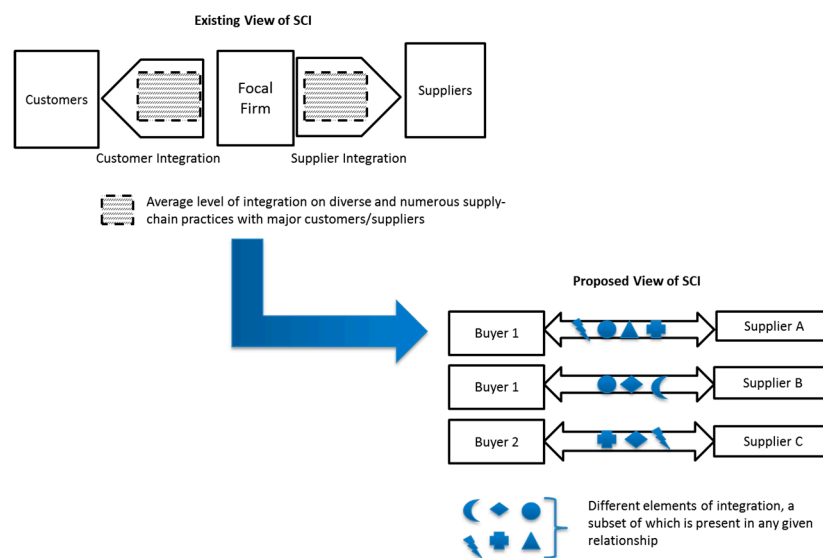 Existing View of SCI
Customers
Focal
Firm
Suppliers
Customer Integration
Supplier Integration
Average level of integration on diverse and numerous supply-
chain practices with major customers/suppliers
Proposed View of SCI
Buyer 1
Supplier A
Buyer 1
Supplier B
Buyer 2
Supplier C
Different elements of integration, a
subset of which is present in any given
relationship